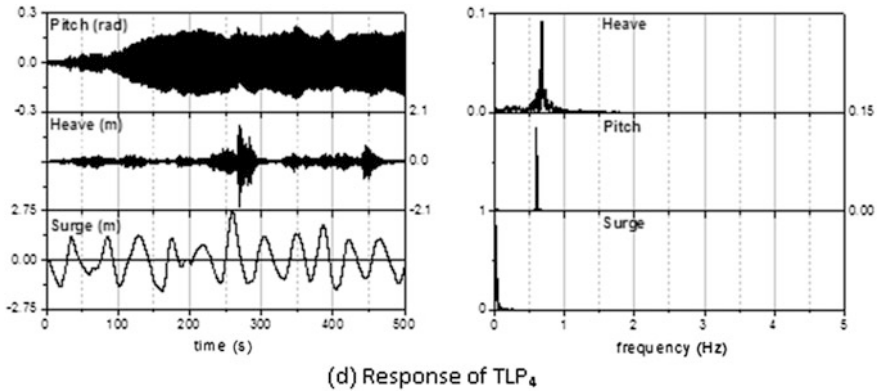 0.3
Pitch (rad)
0.0
-0.3
2.1
Heave (m)
0.0
-2.1
2.75
Surge (m)
0.00
-2.75
0 100 200 300 400 500
time (s)
0.1
Heave
0.0
0.15
Pitch
0.00
1
Surge
0
0 1 2 3 4 5
frequency (Hz)
(d) Response of TLP₄